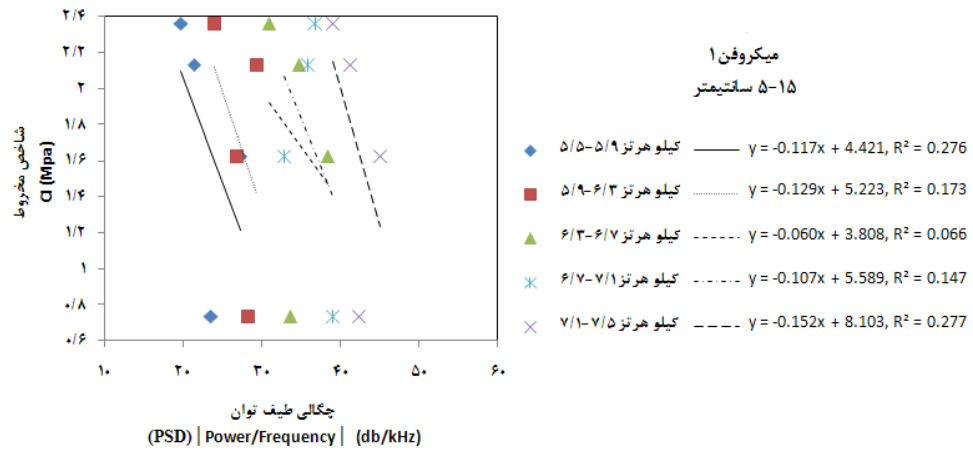 ۲/۴
۲/۲
۲
۱/۸
۱/۶
۱/۴
۱/۲
۱
۰/۸
۰/۶
شاخص مخروط
CI (Mpa)
۱۰ ۲۰ ۳۰ ۴۰ ۵۰ ۶۰
چگالی طیف توان
(PSD) | Power/Frequency | (db/kHz)
میکروفن ۱
۵-۱۵ سانتیمتر
۵/۵-۵/۹ کیلو هرتز y = -0.117x + 4.421, R² = 0.276
۵/۹-۶/۳ کیلو هرتز y = -0.129x + 5.223, R² = 0.173
۶/۳-۶/۷ کیلو هرتز y = -0.060x + 3.808, R² = 0.066
۶/۷-۷/۱ کیلو هرتز y = -0.107x + 5.589, R² = 0.147
۷/۱-۷/۵ کیلو هرتز y = -0.152x + 8.103, R² = 0.277